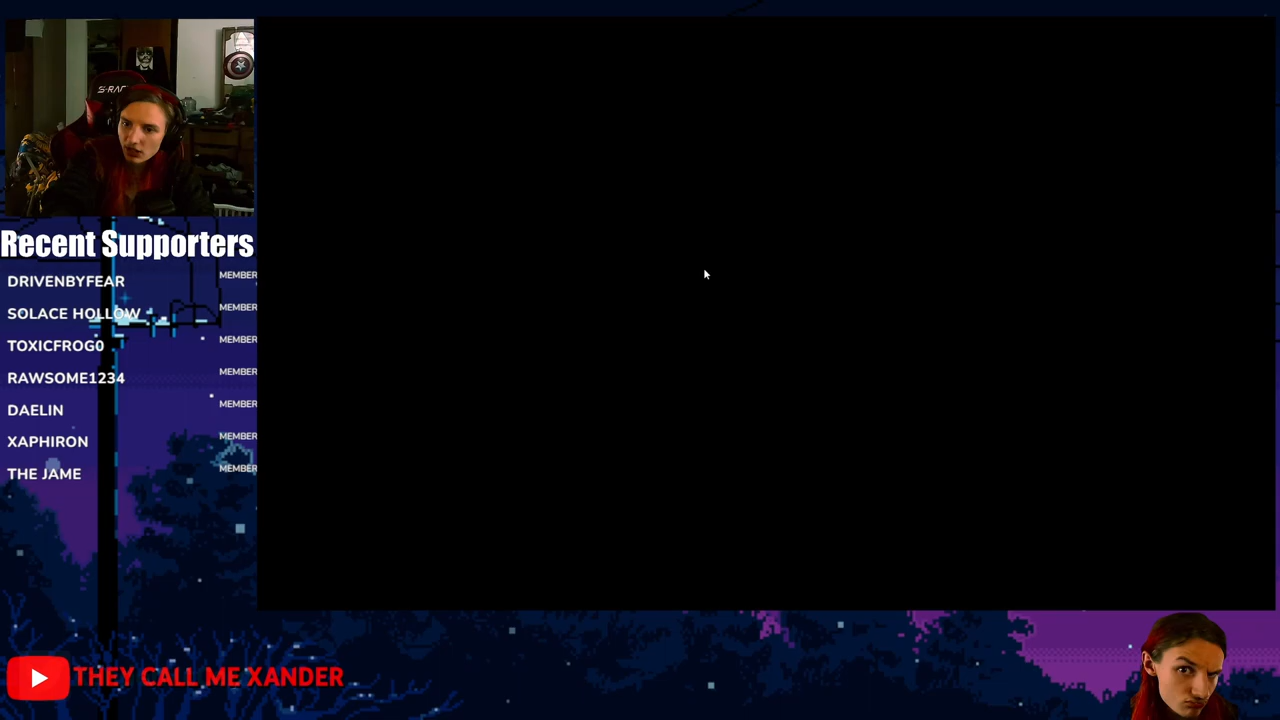 S-RAC
Recent Supporters
DRIVENBYFEAR MEMBER
SOLACE HOLLOW MEMBER
TOXICFROG0 MEMBER
RAWSOME1234 MEMBER
DAELIN MEMBER
XAPHIRON MEMBER
THE JAME MEMBER
THEY CALL ME XANDER